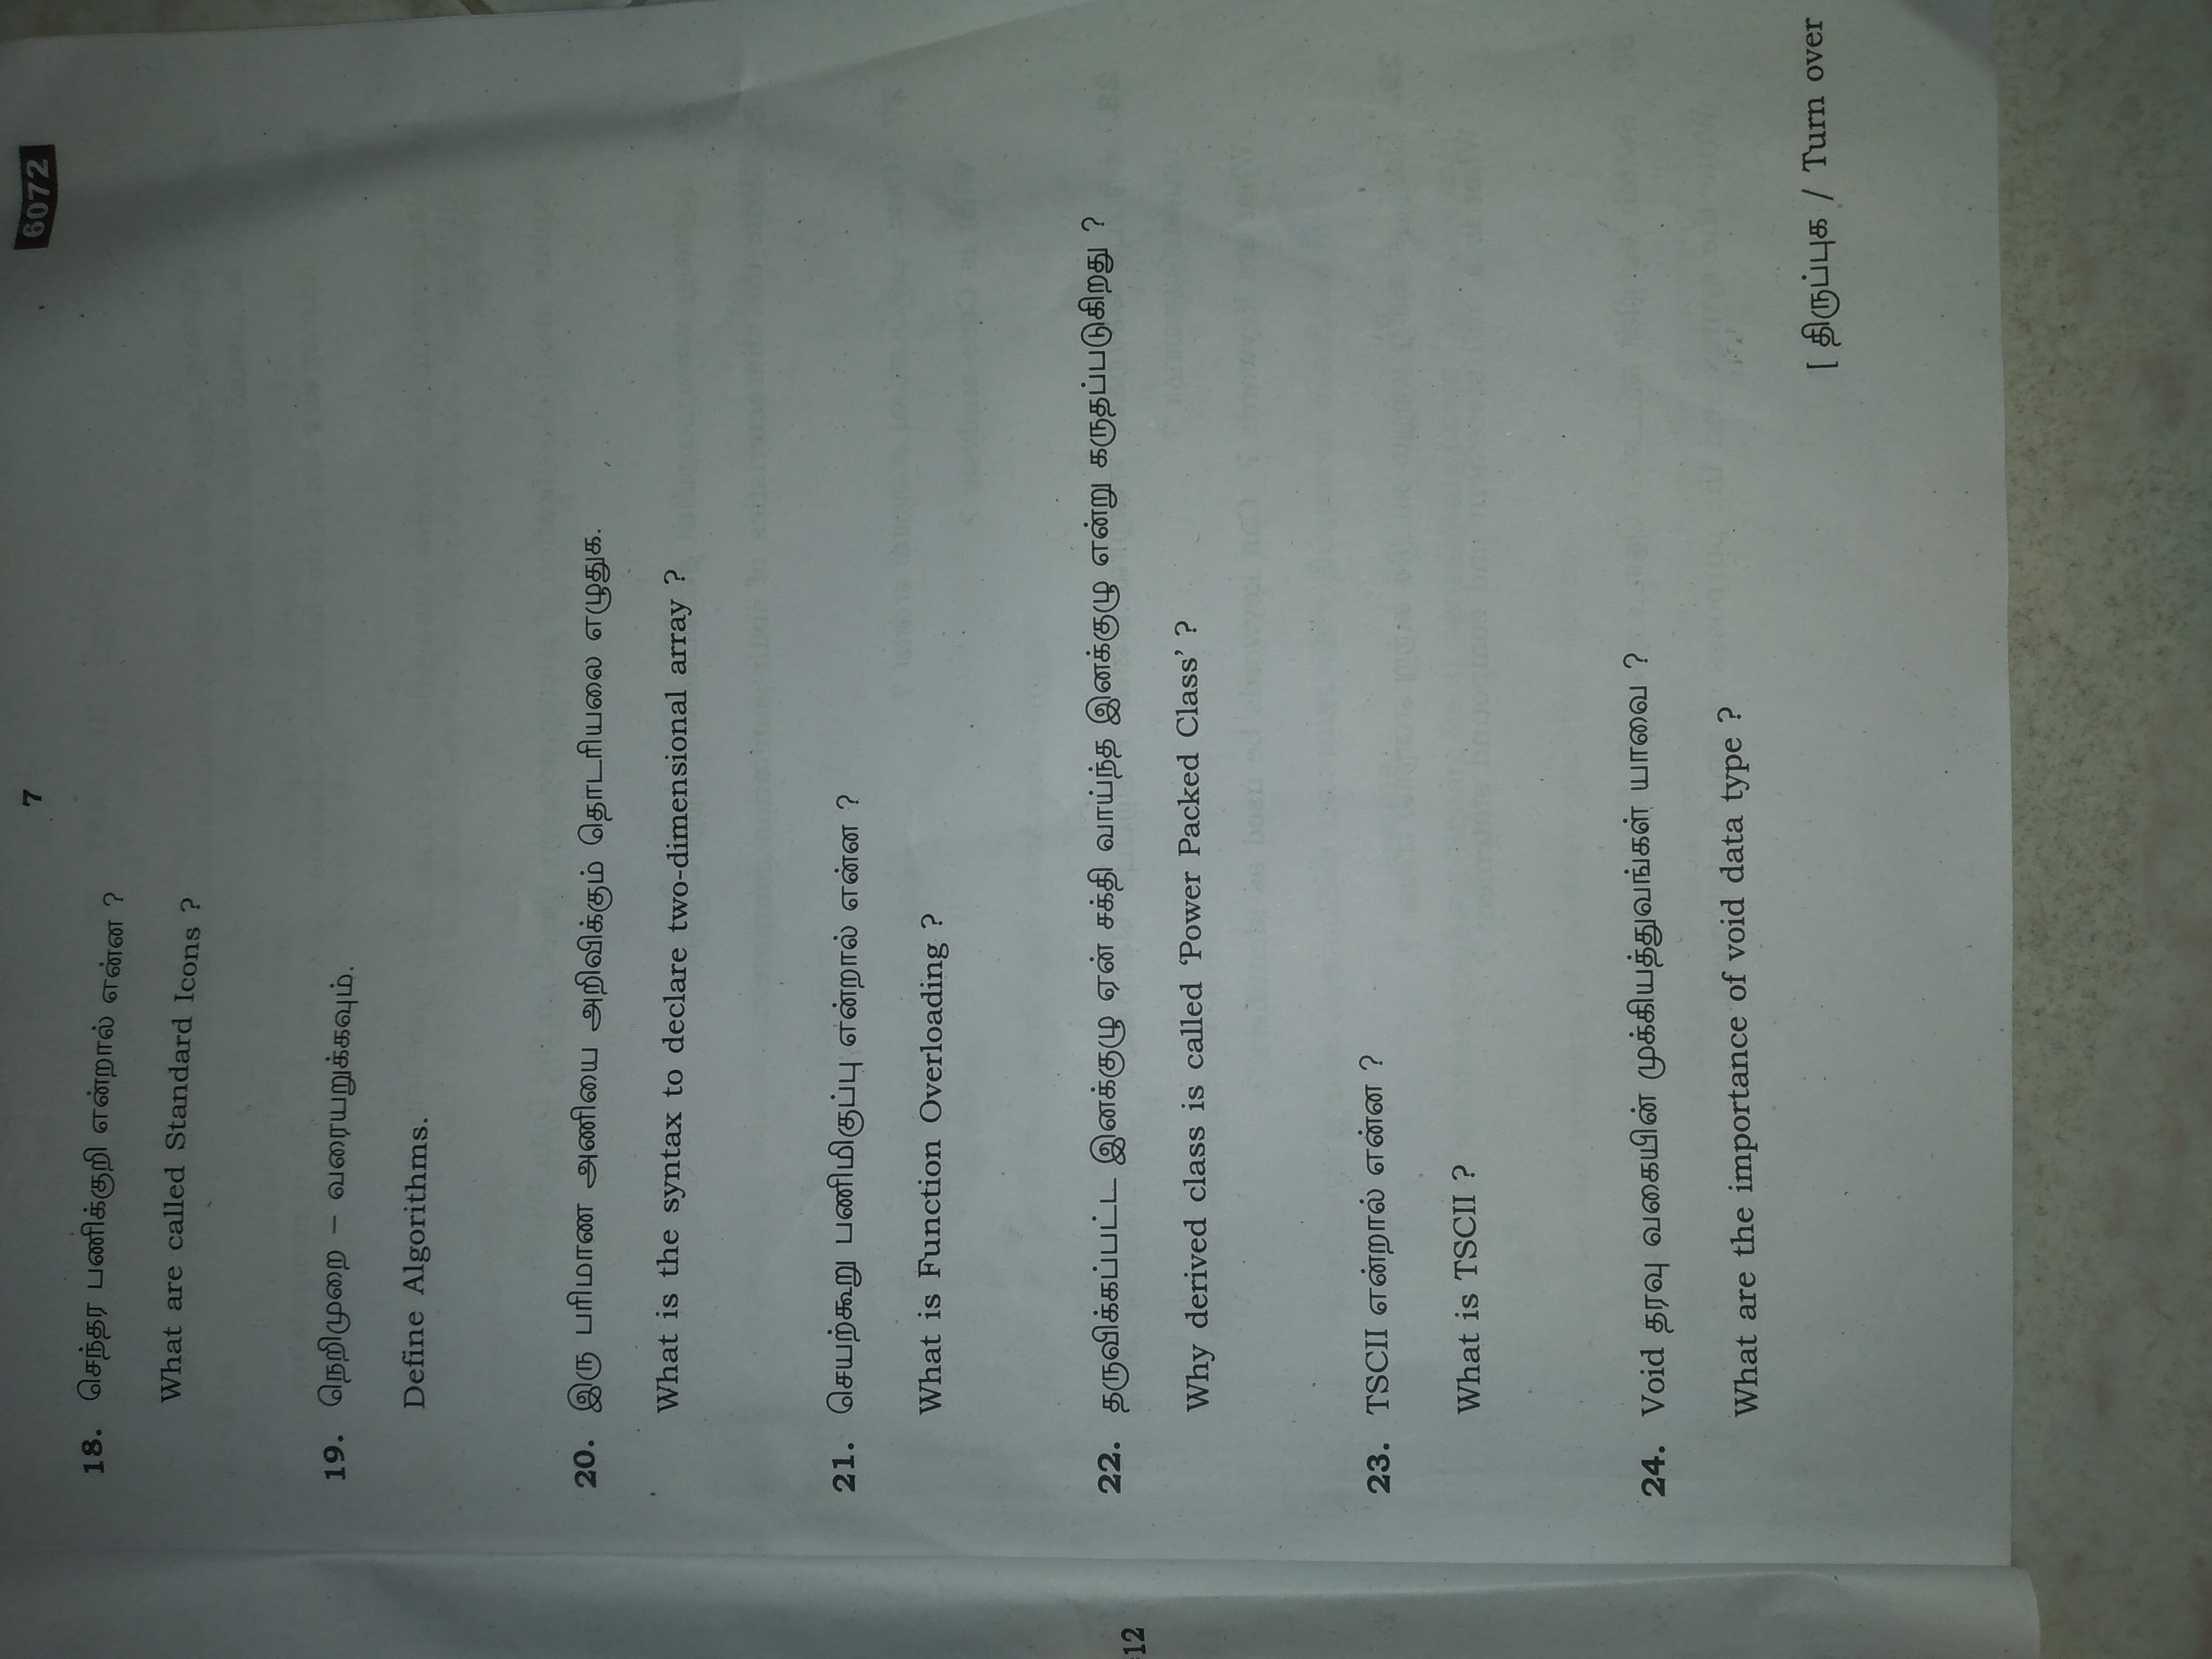 7
6072
18. செந்தர பணிக்குறி என்றால் என்ன ?
What are called Standard Icons ?
19. நெறிமுறை – வரையறுக்கவும்.
Define Algorithms.
20. இரு பரிமாண அணியை அறிவிக்கும் தொடரியலை எழுதுக.
What is the syntax to declare two-dimensional array ?
21. செயற்கூறு பணிமிகுப்பு என்றால் என்ன ?
What is Function Overloading ?
22. தருவிக்கப்பட்ட இனக்குழு ஏன் சக்தி வாய்ந்த இனக்குழு என்று கருதப்படுகிறது ?
12
Why derived class is called ‘Power Packed Class’ ?
23. TSCII என்றால் என்ன ?
What is TSCII ?
24. Void தரவு வகையின் முக்கியத்துவங்கள் யாவை ?
What are the importance of void data type ?
[ திருப்புக / Turn over